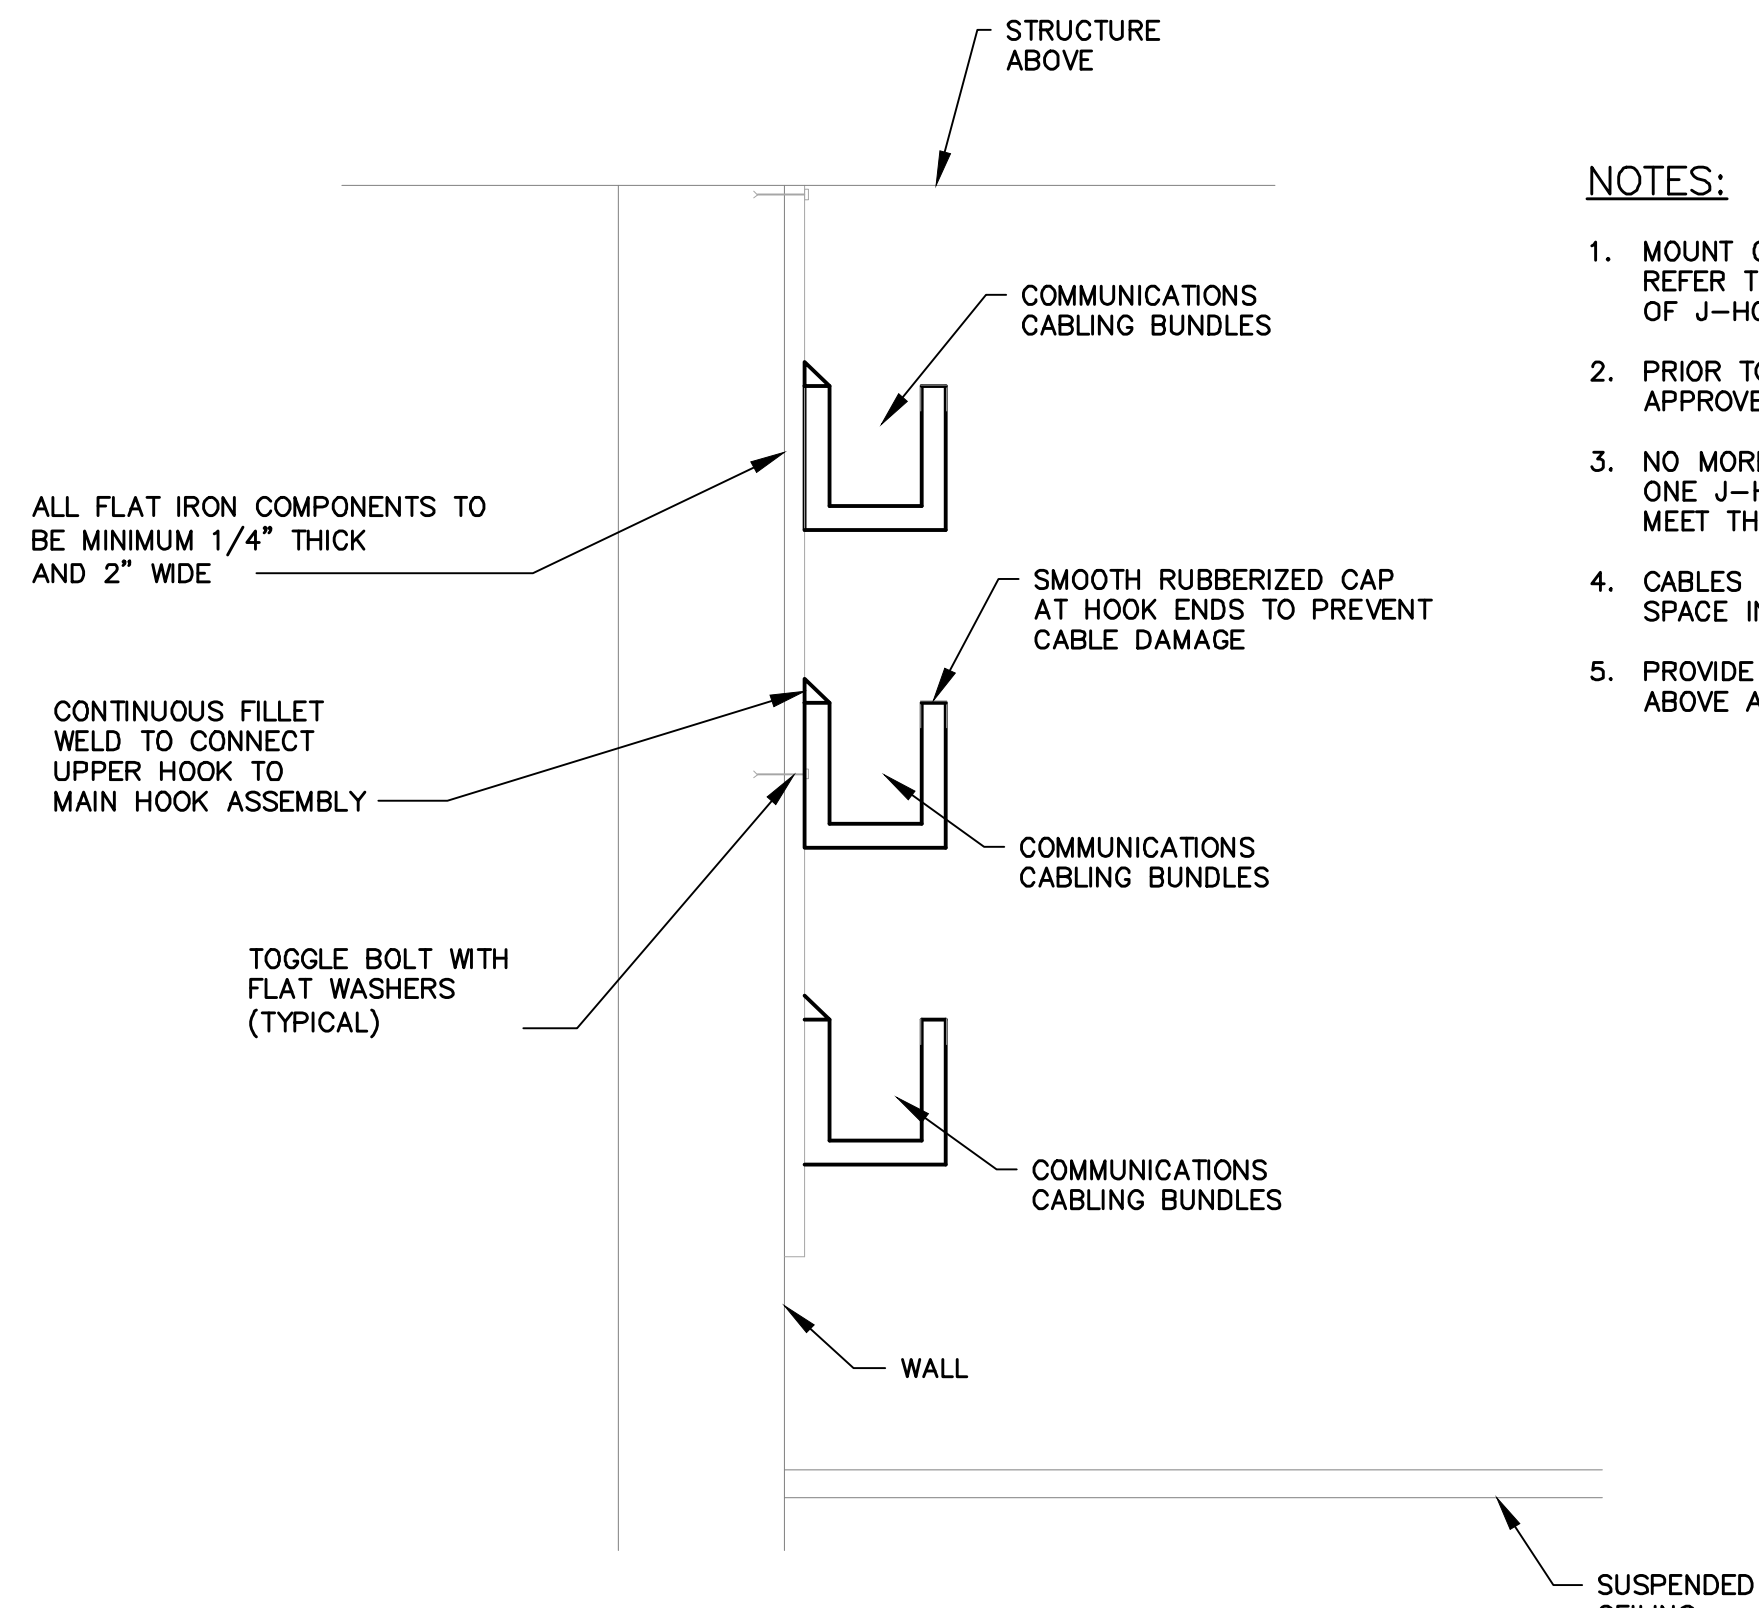 STRUCTURE
ABOVE
COMMUNICATIONS
CABLING BUNDLES
ALL FLAT IRON COMPONENTS TO
BE MINIMUM 1/4" THICK
AND 2" WIDE
SMOOTH RUBBERIZED CAP
AT HOOK ENDS TO PREVENT
CABLE DAMAGE
CONTINUOUS FILLET
WELD TO CONNECT
UPPER HOOK TO
MAIN HOOK ASSEMBLY
COMMUNICATIONS
CABLING BUNDLES
TOGGLE BOLT WITH
FLAT WASHERS
(TYPICAL)
COMMUNICATIONS
CABLING BUNDLES
WALL
SUSPENDED
NOTES:
1. MOUNT
REFER
OF
2. PRIOR
3. NO
ONE
MEET
4. CABLES
SPACE
5. PROVIDE
ABOVE